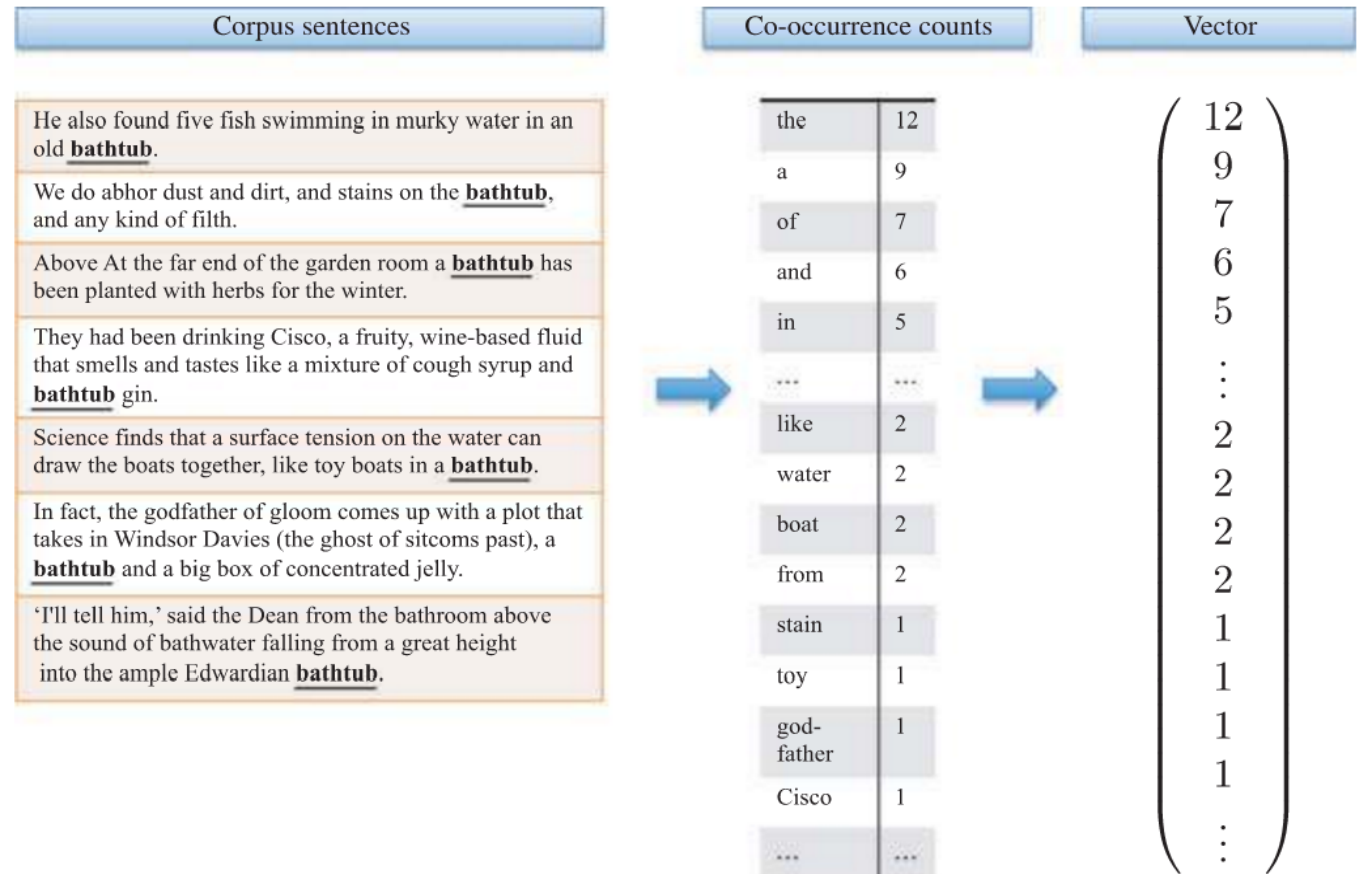 Corpus sentences
He also found five fish swimming in murky water in an
old bathtub.
We do abhor dust and dirt, and stains on the bathtub,
and any kind of filth.
Above At the far end of the garden room a bathtub has
been planted with herbs for the winter.
They had been drinking Cisco, a fruity, wine-based fluid
that smells and tastes like a mixture of cough syrup and
bathtub gin.
Science finds that a surface tension on the water can
draw the boats together, like toy boats in a bathtub.
In fact, the godfather of gloom comes up with a plot that
takes in Windsor Davies (the ghost of sitcoms past), a
bathtub and a big box of concentrated jelly.
‘I'll tell him,’ said the Dean from the bathroom above
the sound of bathwater falling from a great height
into the ample Edwardian bathtub.
Co-occurrence counts
the 12
a 9
of 7
and 6
in 5
... ...
like 2
water 2
boat 2
from 2
stain 1
toy 1
god-
father 1
Cisco 1
... ...
Vector
12
9
7
6
5
⋮
2
2
2
2
1
1
1
1
⋮